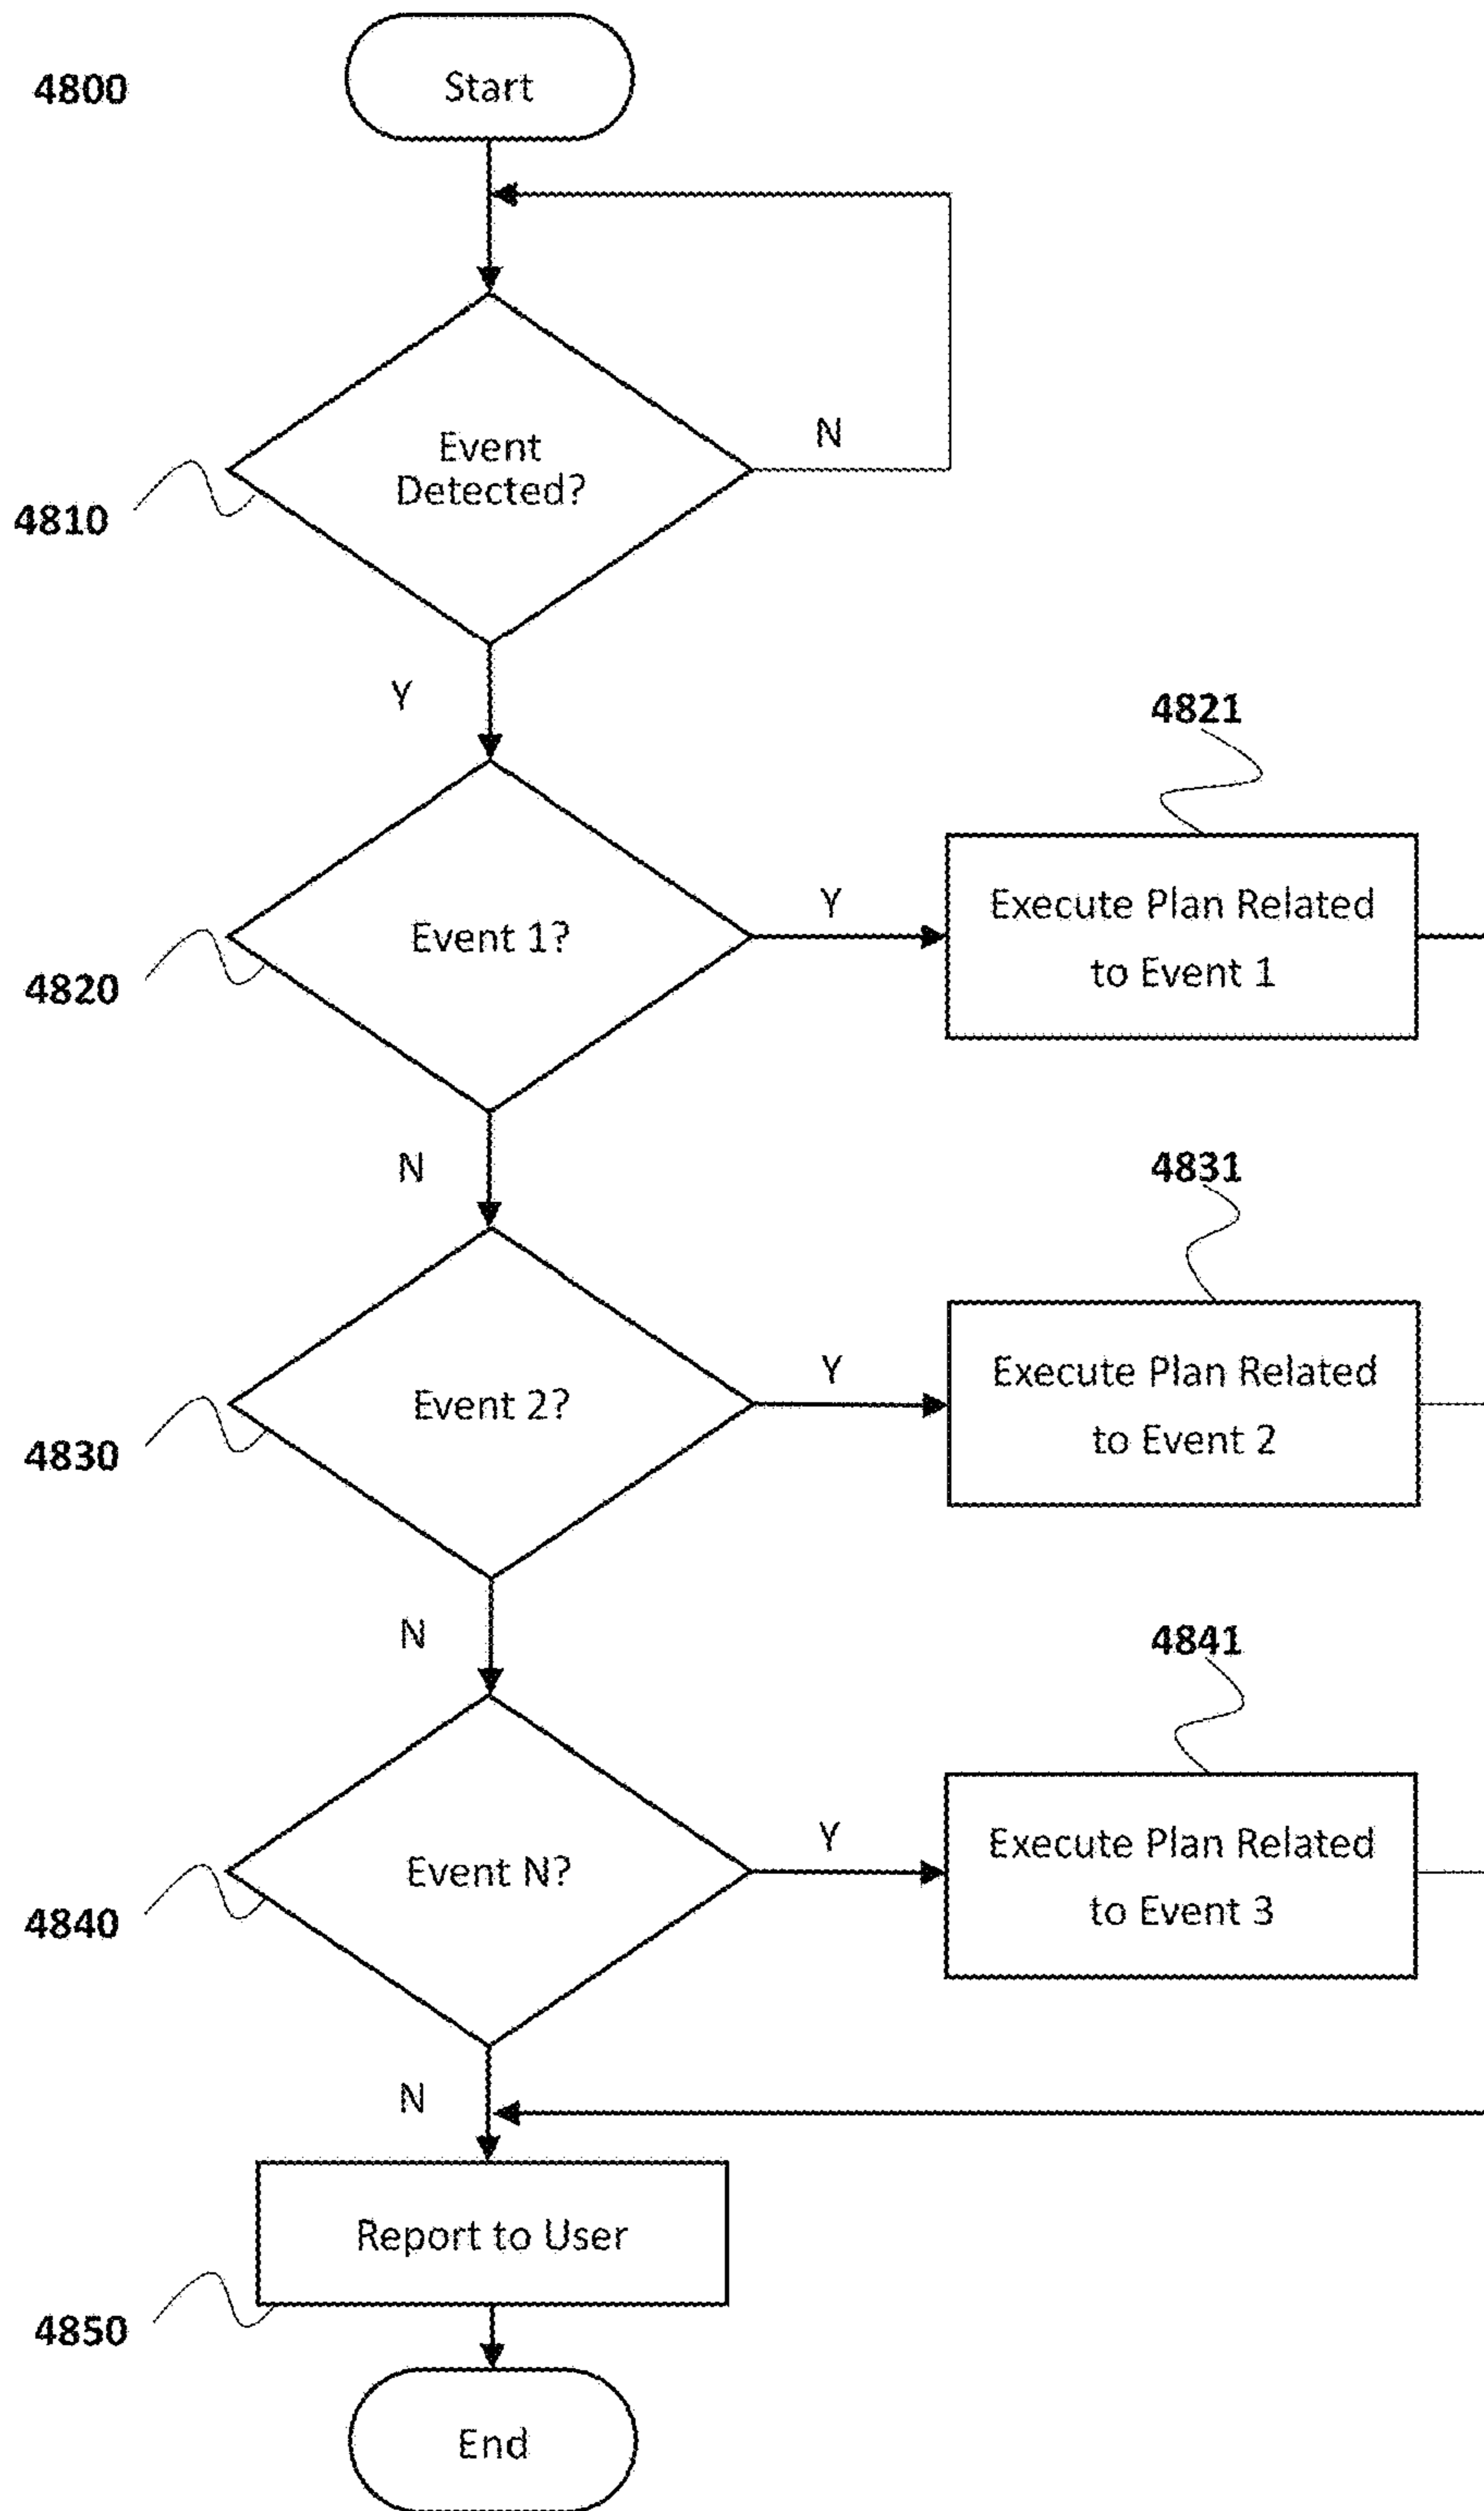 4800
Start
Event
Detected?
N
4810
Y
4821
Event 1?
Y
Execute Plan Related
to Event 1
4820
N
4831
Event 2?
Y
Execute Plan Related
to Event 2
4830
N
4841
Event N?
Y
Execute Plan Related
to Event 3
4840
N
Report to User
4850
End